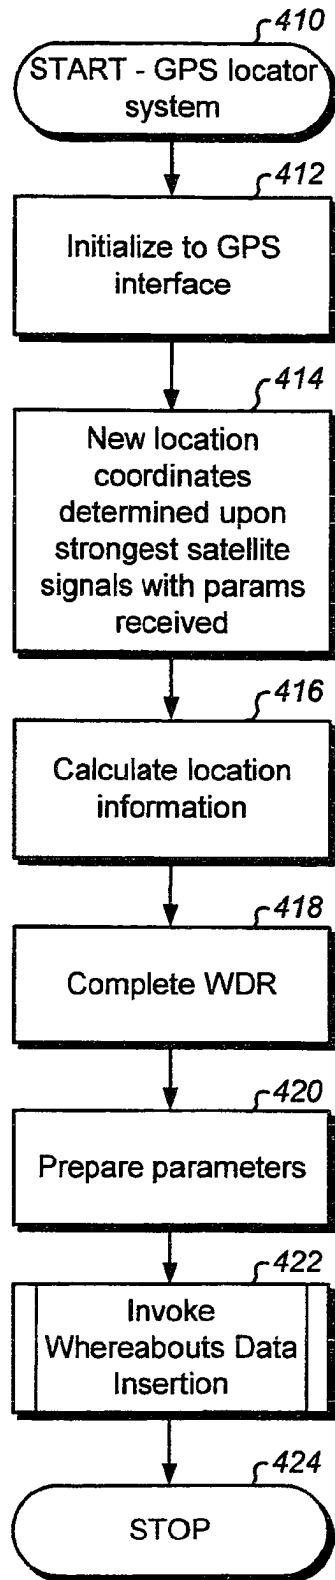 410
START - GPS locator
system
412
Initialize to GPS
interface
414
New location
coordinates
determined upon
strongest satellite
signals with params
received
416
Calculate location
information
418
Complete WDR
420
Prepare parameters
422
Invoke
Whereabouts Data
Insertion
424
STOP